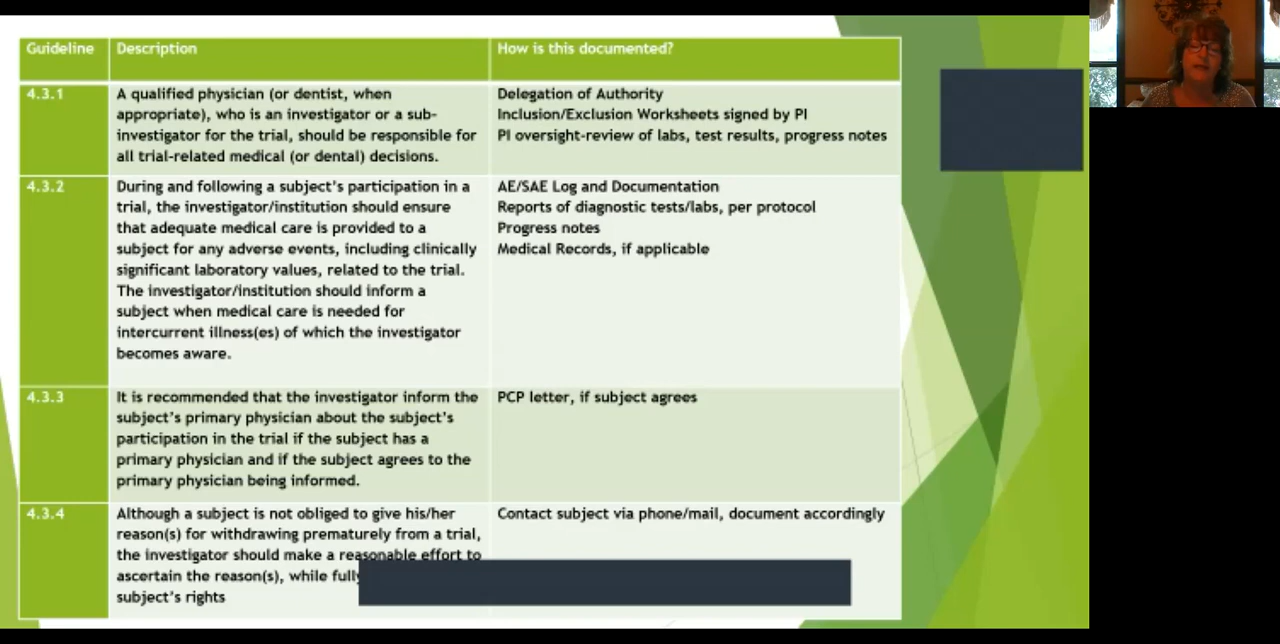 Guideline
Description
How is this documented?
4.3.1
A qualified physician (or dentist, when
appropriate), who is an investigator or a sub-
investigator for the trial, should be responsible for
all trial-related medical (or dental) decisions.
Delegation of Authority
Inclusion/Exclusion Worksheets signed by PI
PI oversight-review of labs, test results, progress notes
4.3.2
During and following a subject's participation in a
trial, the investigator/institution should ensure
that adequate medical care is provided to a
subject for any adverse events, including clinically
significant laboratory values, related to the trial.
The investigator/institution should inform a
subject when medical care is needed for
intercurrent illness(es) of which the investigator
becomes aware.
AE/SAE Log and Documentation
Reports of diagnostic tests/labs, per protocol
Progress notes
Medical Records, if applicable
4.3.3
It is recommended that the investigator inform the
subject's primary physician about the subject's
participation in the trial if the subject has a
primary physician and if the subject agrees to the
primary physician being informed.
PCP letter, if subject agrees
4.3.4
Although a subject is not obliged to give his/her
reason(s) for withdrawing prematurely from a trial,
the investigator should make a reasonable effort to
ascertain the reason(s), while fully
subject's rights
Contact subject via phone/mail, document accordingly